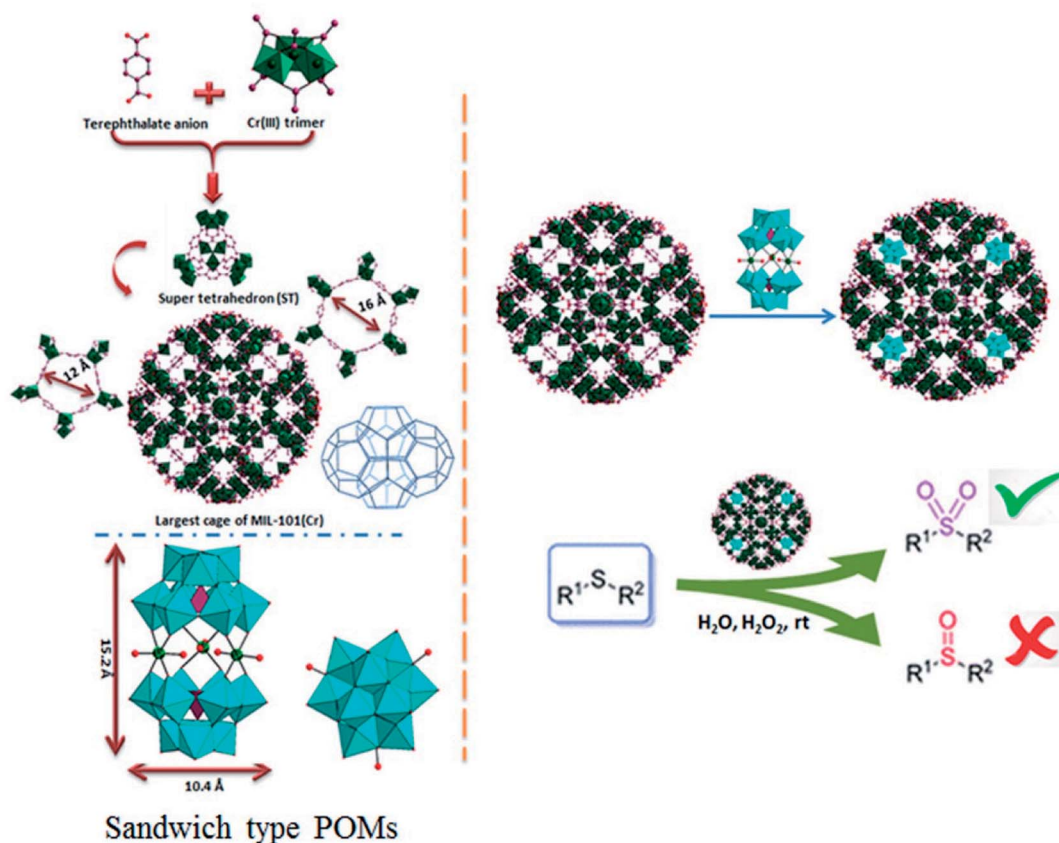 Terephthalate anion
Cr(III) trimer
Super tetrahedron (ST)
12 Å
16 Å
Largest cage of MIL-101(Cr)
15.2 Å
10.4 Å
Sandwich type POMs
R¹ S R²
H₂O, H₂O₂, rt
O O
R¹ S R²
O
R¹ S R²